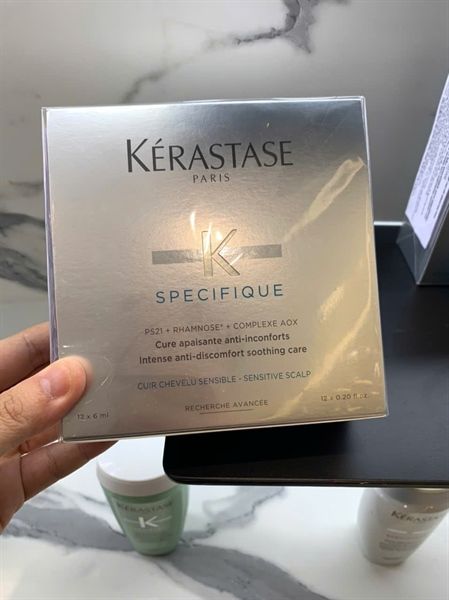 KÉRASTASE
PARIS
K
SPECIFIQUE
PS21 + RHAMNOSE* + COMPLEXE AOX
Cure apaisante anti-inconforts
Intense anti-discomfort soothing care
CUIR CHEVELU SENSIBLE - SENSITIVE SCALP
RECHERCHE AVANCÉE
12 x 6 ml
12 x 0.20 fl.oz.
KÉRASTASE
K
KÉRASTASE